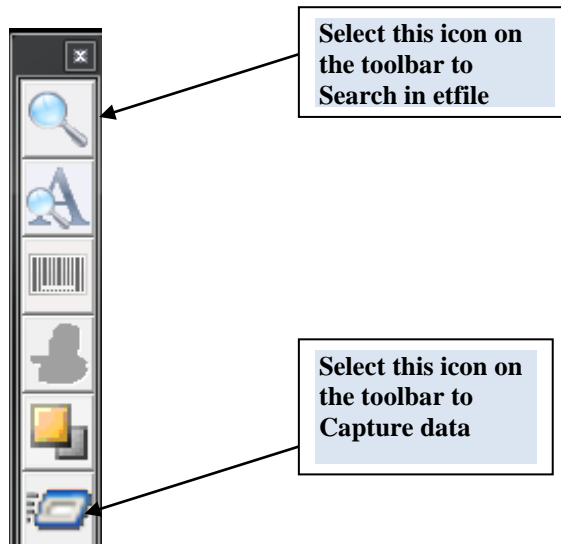 Select this icon on
the toolbar to
Search in etfile
Select this icon on
the toolbar to
Capture data